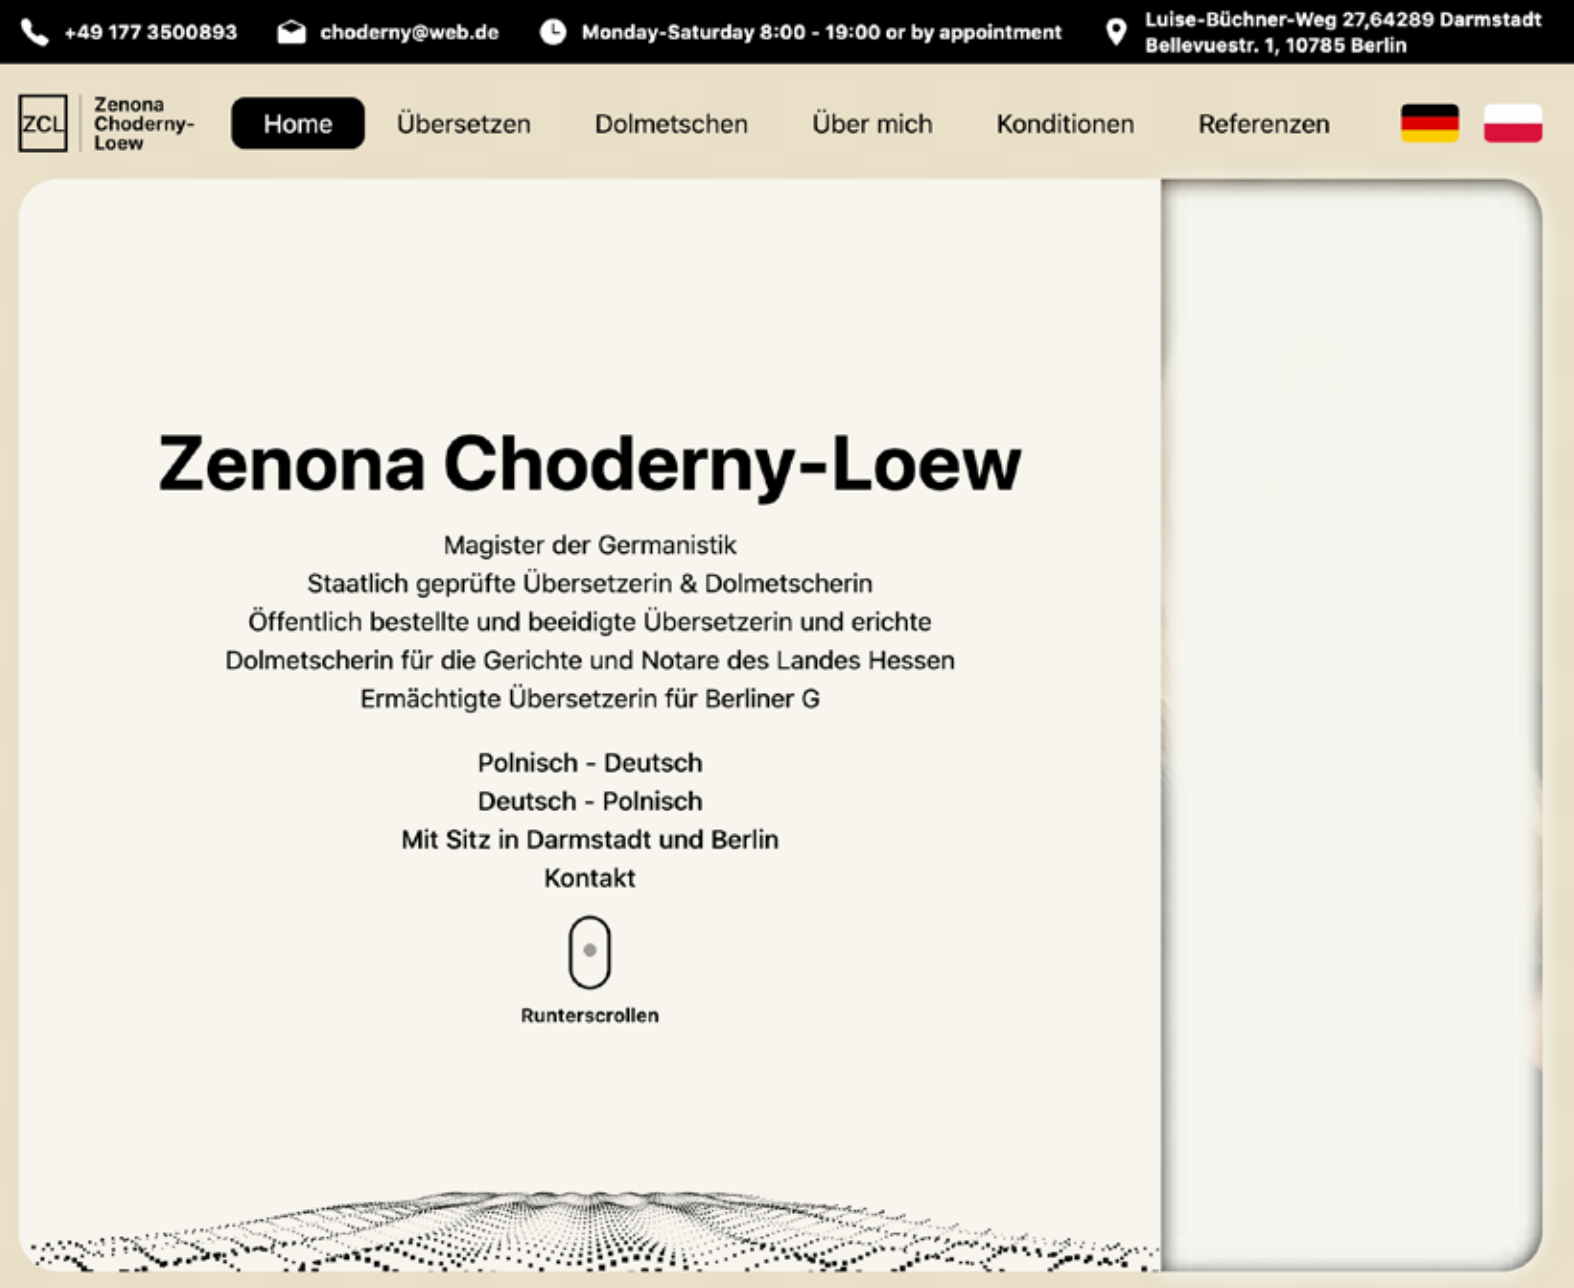 +49 177 3500893
choderny@web.de
Monday-Saturday 8:00 - 19:00 or by appointment
Luise-Büchner-Weg 27,64289 Darmstadt
Bellevuestr. 1, 10785 Berlin
ZCL
Zenona
Choderny-
Loew
Home
Übersetzen
Dolmetschen
Über mich
Konditionen
Referenzen
Zenona Choderny-Loew
Magister der Germanistik
Staatlich geprüfte Übersetzerin & Dolmetscherin
Öffentlich bestellte und beeidigte Übersetzerin und erichte
Dolmetscherin für die Gerichte und Notare des Landes Hessen
Ermächtigte Übersetzerin für Berliner G
Polnisch - Deutsch
Deutsch - Polnisch
Mit Sitz in Darmstadt und Berlin
Kontakt
Runterscrollen